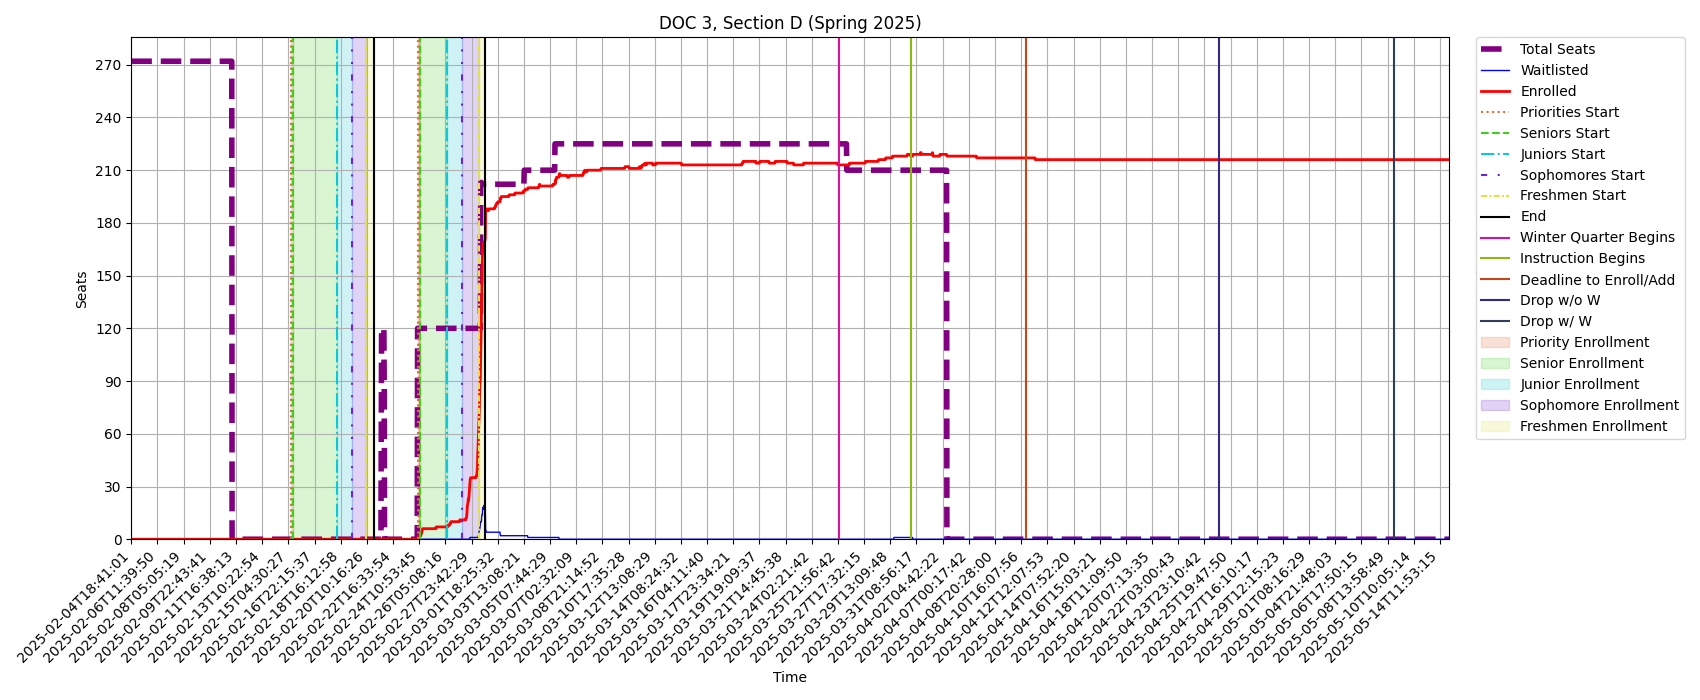 DOC 3, Section D (Spring 2025)
Seats
270
240
210
180
150
120
90
60
30
0
2025-02-04T18:41:01
2025-02-06T11:39:50
2025-02-08T05:05:19
2025-02-09T22:43:41
2025-02-11T16:38:13
2025-02-13T10:22:54
2025-02-15T04:30:27
2025-02-16T22:15:37
2025-02-18T16:12:58
2025-02-20T10:16:26
2025-02-22T16:33:54
2025-02-24T10:53:45
2025-02-26T05:08:16
2025-02-27T23:42:29
2025-03-01T18:25:32
2025-03-03T13:08:21
2025-03-05T07:44:29
2025-03-07T02:32:09
2025-03-08T21:14:52
2025-03-10T17:35:28
2025-03-12T13:08:29
2025-03-14T08:24:32
2025-03-16T04:11:40
2025-03-17T23:34:21
2025-03-19T19:09:37
2025-03-21T14:45:38
2025-03-24T02:21:42
2025-03-25T21:56:42
2025-03-27T17:32:15
2025-03-29T13:09:48
2025-03-31T08:56:17
2025-04-02T04:42:22
2025-04-07T00:17:42
2025-04-08T20:28:00
2025-04-10T16:07:56
2025-04-12T12:07:53
2025-04-14T07:52:20
2025-04-16T15:03:21
2025-04-18T11:09:50
2025-04-20T07:13:35
2025-04-22T03:00:43
2025-04-23T23:10:42
2025-04-25T19:47:50
2025-04-27T16:10:17
2025-04-29T12:15:23
2025-05-01T08:16:29
2025-05-04T21:48:03
2025-05-06T17:50:15
2025-05-08T13:58:49
2025-05-10T10:05:14
2025-05-14T11:53:15
Time
Total Seats
Waitlisted
Enrolled
Priorities Start
Seniors Start
Juniors Start
Sophomores Start
Freshmen Start
End
Winter Quarter Begins
Instruction Begins
Deadline to Enroll/Add
Drop w/o W
Drop w/ W
Priority Enrollment
Senior Enrollment
Junior Enrollment
Sophomore Enrollment
Freshmen Enrollment